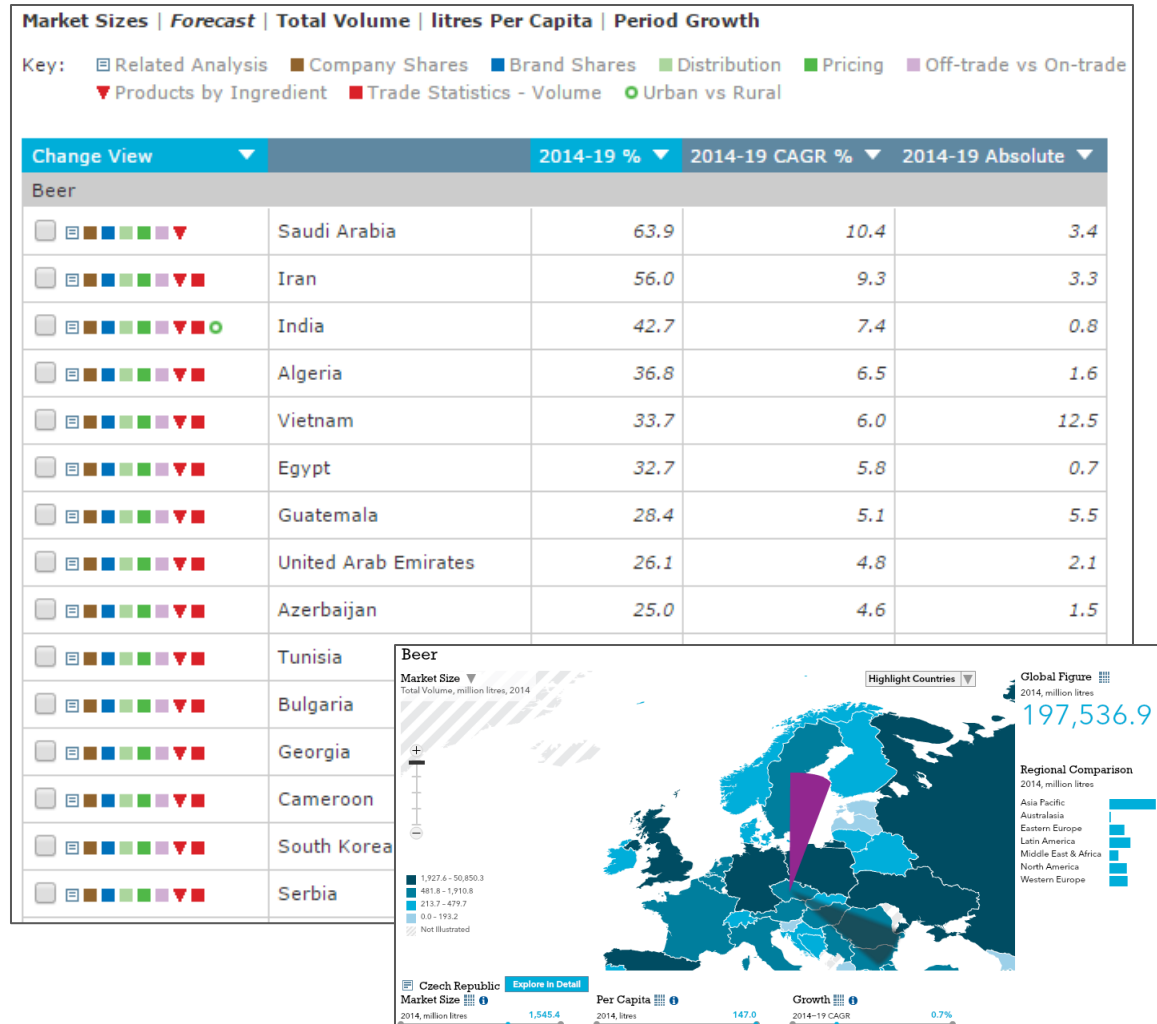 Market Sizes | Forecast | Total Volume | litres Per Capita | Period Growth
Key: Related Analysis Company Shares Brand Shares Distribution Pricing Off-trade vs On-trade
Products by Ingredient Trade Statistics - Volume Urban vs Rural
Change View 2014-19 % 2014-19 CAGR % 2014-19 Absolute
Beer
Saudi Arabia 63.9 10.4 3.4
Iran 56.0 9.3 3.3
India 42.7 7.4 0.8
Algeria 36.8 6.5 1.6
Vietnam 33.7 6.0 12.5
Egypt 32.7 5.8 0.7
Guatemala 28.4 5.1 5.5
United Arab Emirates 26.1 4.8 2.1
Azerbaijan 25.0 4.6 1.5
Tunisia
Bulgaria
Georgia
Cameroon
South Korea
Serbia
Beer
Market Size
Total Volume, million litres, 2014
Highlight Countries
1,927.6 - 50,850.3
481.8 - 1,910.8
213.7 - 479.7
0.0 - 193.2
Not Illustrated
Global Figure
2014, million litres
197,536.9
Regional Comparison
2014, million litres
Asia Pacific
Australasia
Eastern Europe
Latin America
Middle East & Africa
North America
Western Europe
Czech Republic Explore In Detail
Market Size Per Capita Growth
2014, million litres 1,545.4 2014, litres 147.0 2014-19 CAGR 0.7%